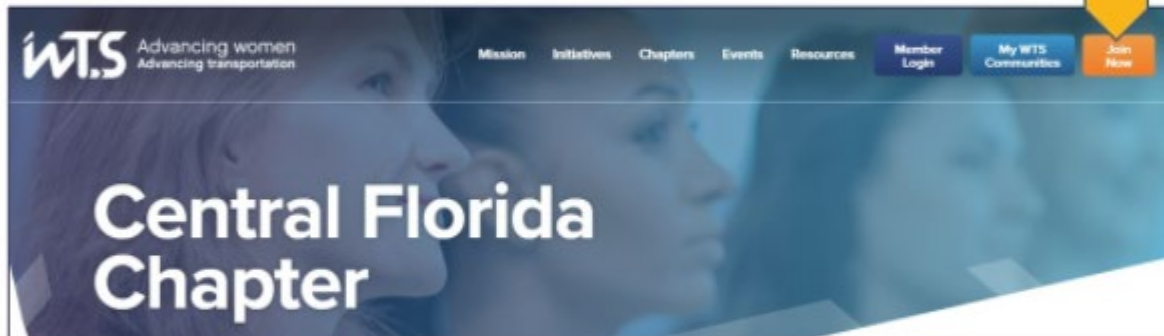 WTS
Advancing women
Advancing transportation
Mission Initiatives Chapters Events Resources
Member
Login
My WTS
Communities
Join
Now
Central Florida
Chapter